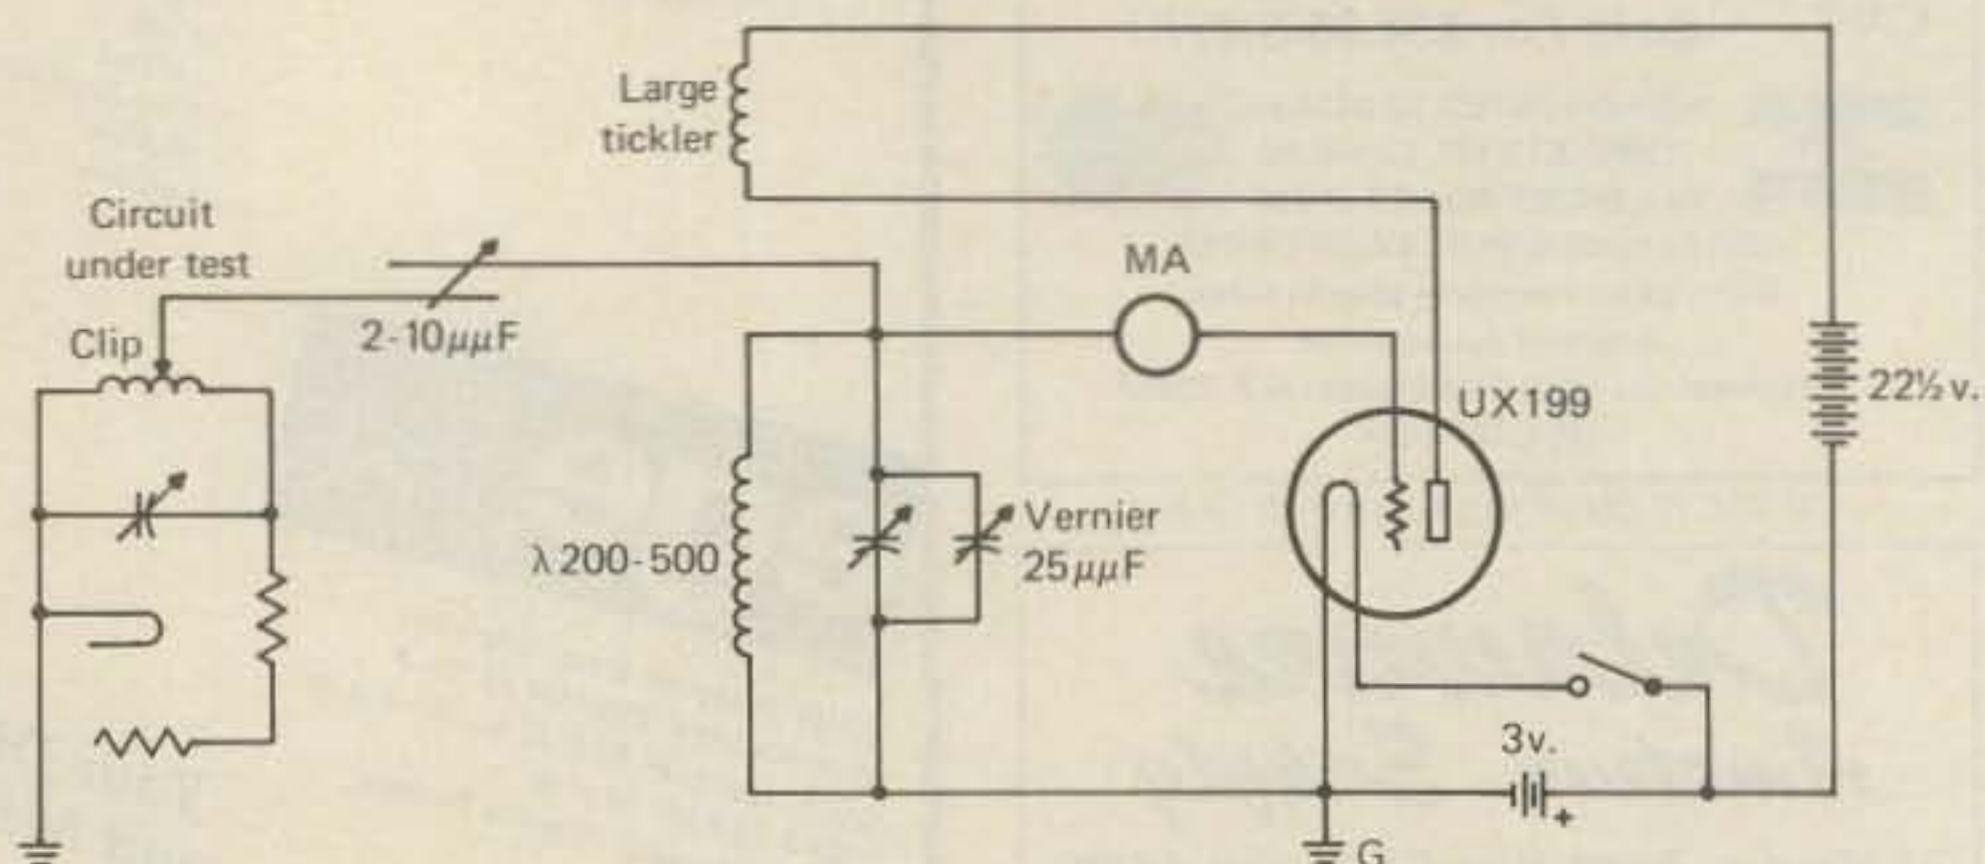 Large
tickler
Circuit
under test
MA
Clip
2-10μμF
UX199
22½v.
Vernier
25μμF
λ200-500
3v.
+
G